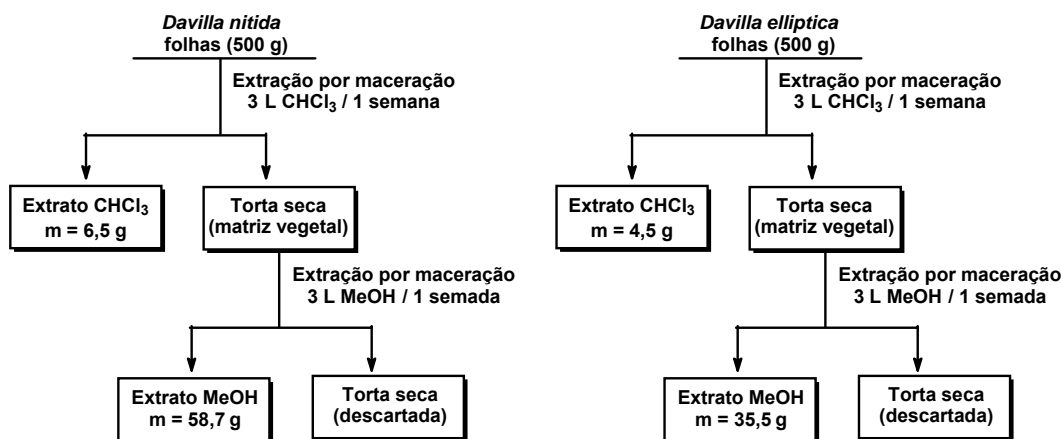 Davilla nitida
folhas (500 g)
Extração por maceração
3 L CHCl3 / 1 semana
Extrato CHCl3
m = 6,5 g
Torta seca
(matriz vegetal)
Extração por maceração
3 L MeOH / 1 semada
Extrato MeOH
m = 58,7 g
Torta seca
(descartada)
Davilla elliptica
folhas (500 g)
Extração por maceração
3 L CHCl3 / 1 semana
Extrato CHCl3
m = 4,5 g
Torta seca
(matriz vegetal)
Extração por maceração
3 L MeOH / 1 semada
Extrato MeOH
m = 35,5 g
Torta seca
(descartada)